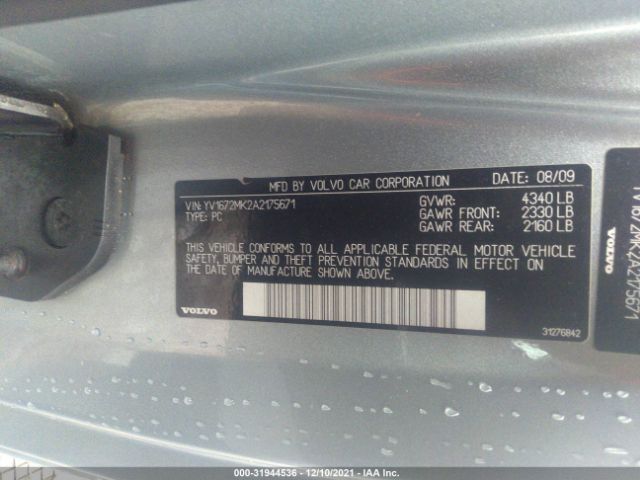 MFD BY VOLVO CAR CORPORATION DATE: 08/09
VIN: YV1672MK2A2175671 GVWR: 4340 LB
TYPE: PC GAWR FRONT: 2330 LB
GAWR REAR: 2160 LB
THIS VEHICLE CONFORMS TO ALL APPLICABLE FEDERAL MOTOR VEHICLE
SAFETY, BUMPER AND THEFT PREVENTION STANDARDS IN EFFECT ON
THE DATE OF MANUFACTURE SHOWN ABOVE.
VOLVO
31276842
YV1672MK2A2175671
VOLVO
000-31944536 - 12/10/2021 - IAA Inc.